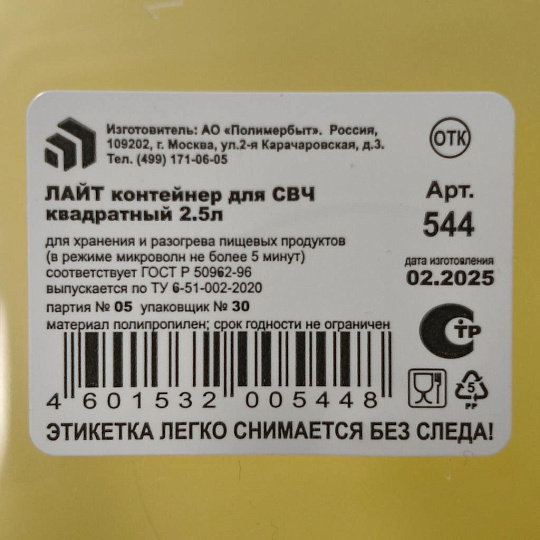 Изготовитель: АО «Полимербыт». Россия,
109202, г. Москва, ул.2-я Карачаровская, д.3.
Тел. (499) 171-06-05
ОТК
ЛАЙТ контейнер для СВЧ
квадратный 2.5л
Арт.
544
для хранения и разогрева пищевых продуктов
(в режиме микроволн не более 5 минут)
соответствует ГОСТ Р 50962-96
выпускается по ТУ 6-51-002-2020
дата изготовления
02.2025
партия № 05 упаковщик № 30
материал полипропилен; срок годности не ограничен
СТР
4 601532 005448
5
PP
ЭТИКЕТКА ЛЕГКО СНИМАЕТСЯ БЕЗ СЛЕДА!